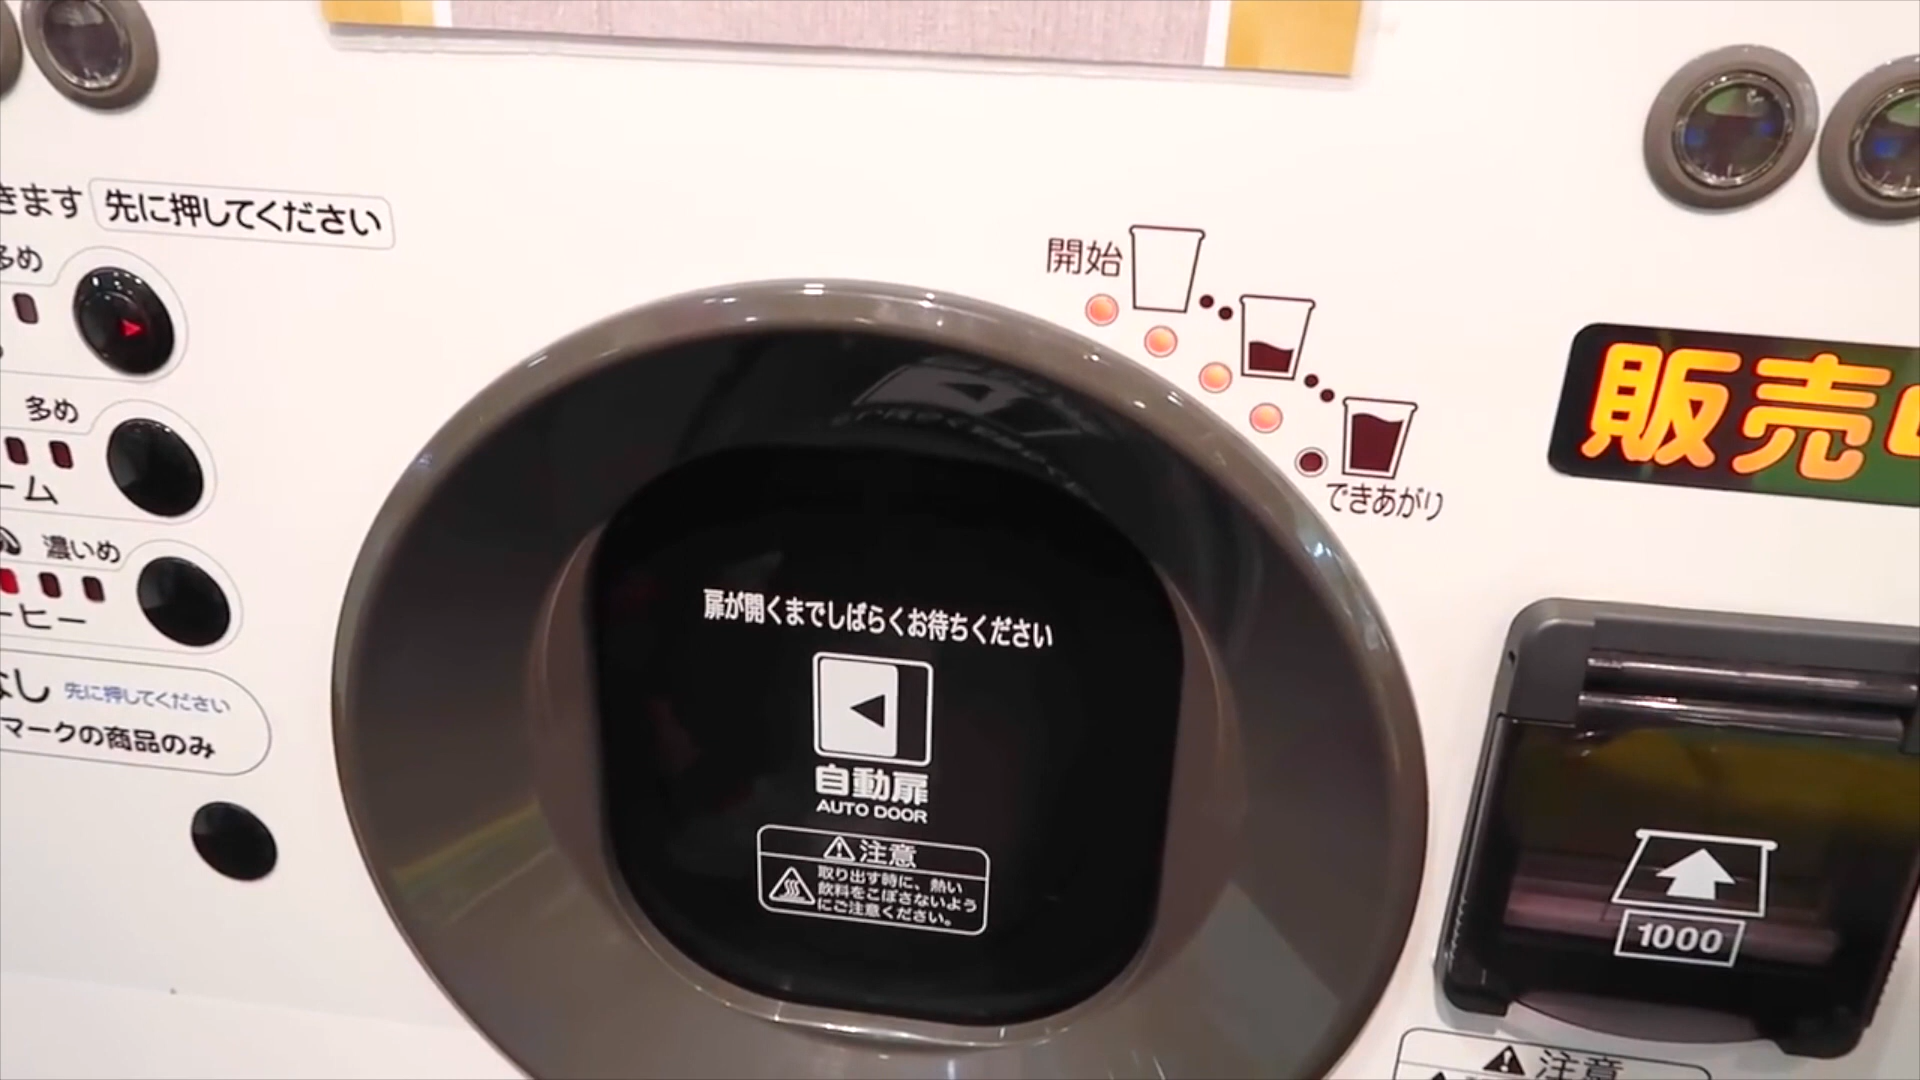 きます 先に押してください
多め
多め
ーム
濃いめ
ーヒー
なし 先に押してください
マークの商品のみ
開始
できあがり
販売
扉が開くまでしばらくお待ちください
自動扉
AUTO DOOR
注意
取り出す時に、熱い
飲料をこぼさないよう
にご注意ください。
1000
注意